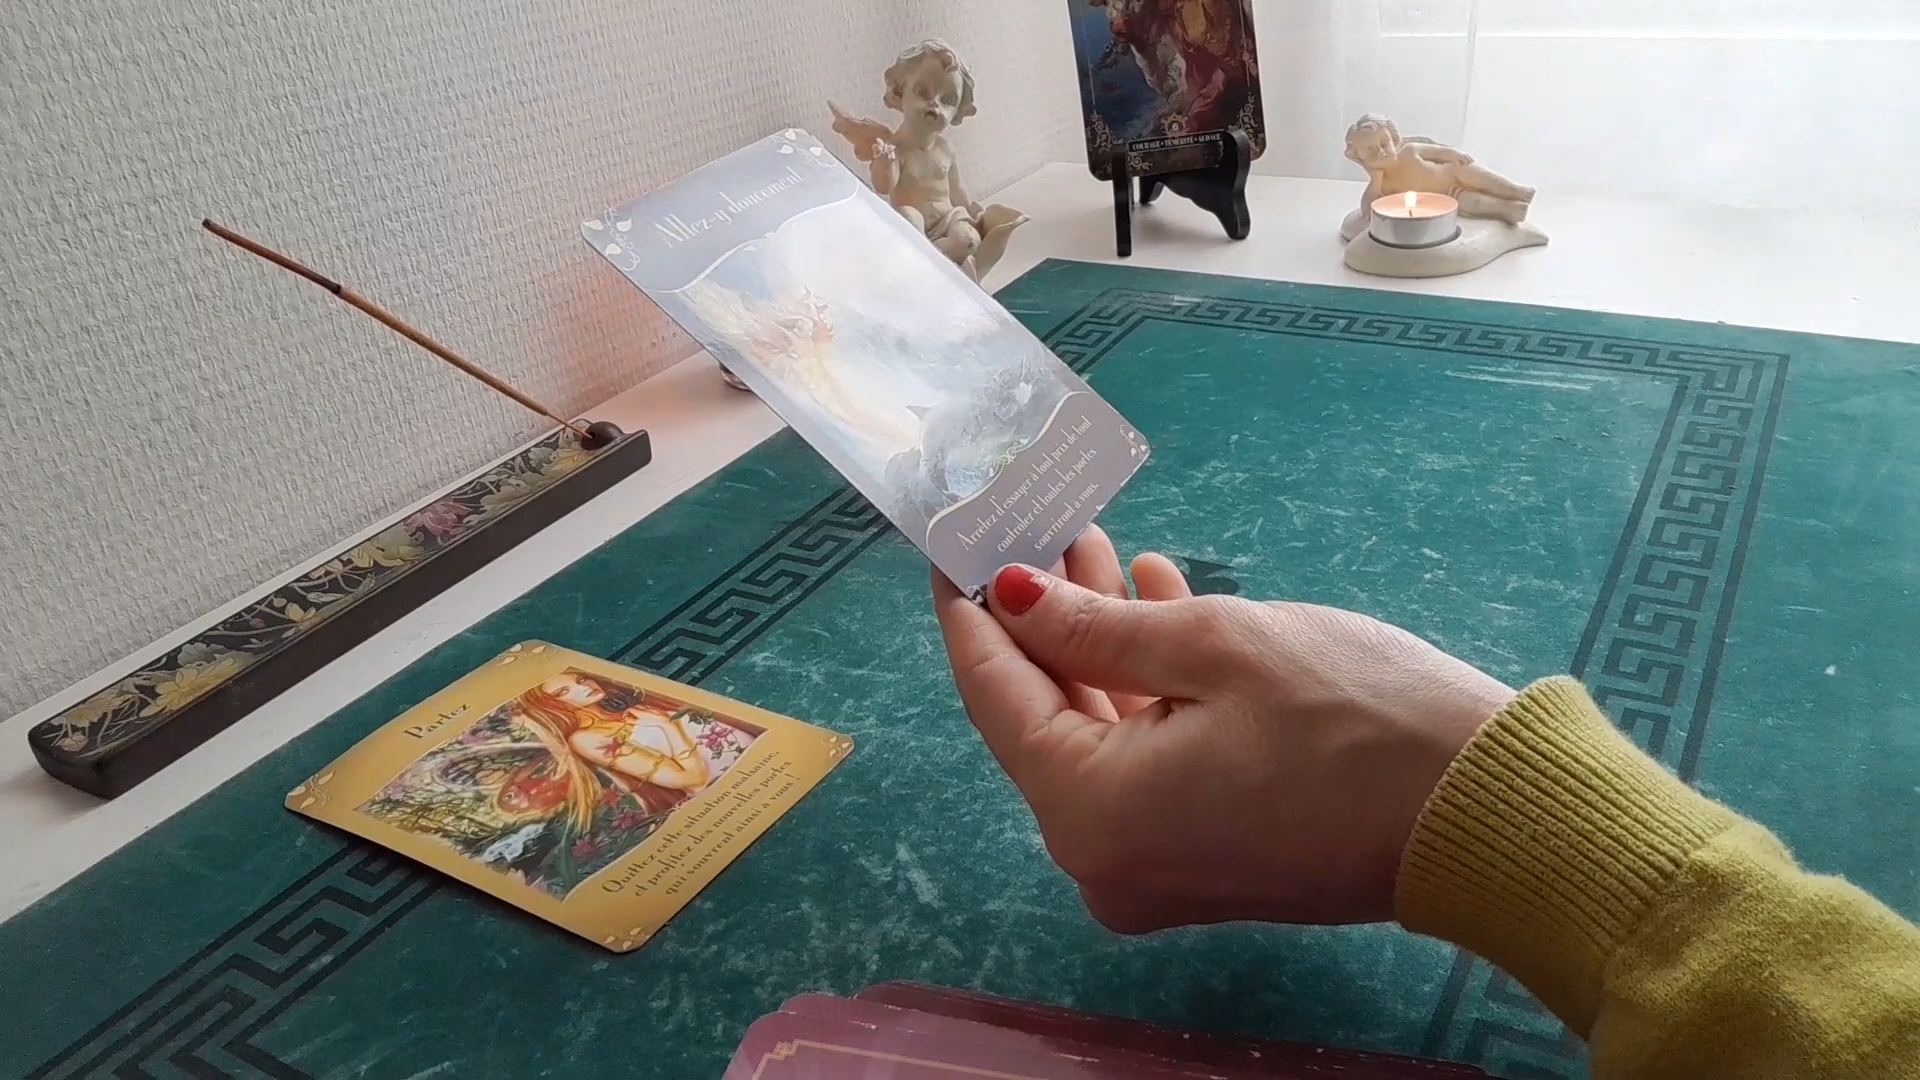 Allez-y doucement
Arrêtez d'essayer à tout prix de tout
contrôler et toutes les portes
s'ouvriront à vous.
6
COURAGE • TÉMÉRITÉ • AUDACE
Partez
Quittez cette situation malsaine,
et profitez des nouvelles portes
qui s'ouvrent ainsi à vous !